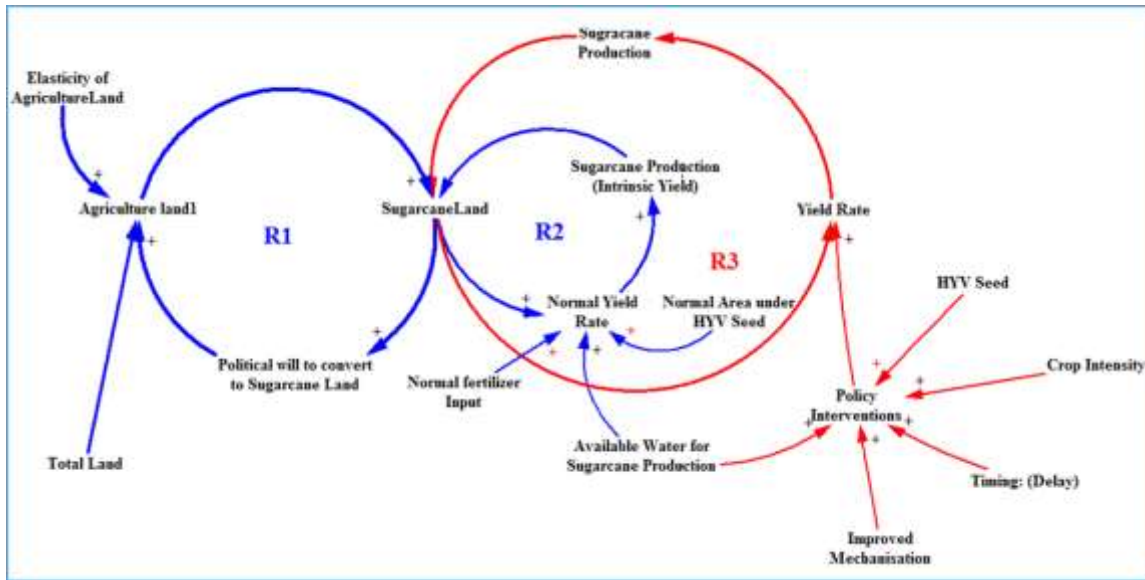 Sugracane
Production
Elasticity of
AgricultureLand
+
Sugarcane Production
(Intrinsic Yield)
+
Agriculture land1
SugarcaneLand
+
Yield Rate
+
+
R1
R2
R3
+
HYV Seed
+
Normal Yield
Rate
Normal Area under
HYV Seed
+
+
+
+
Political will to convert
to Sugarcane Land
Normal fertilizer
Input
+
+
Crop Intensity
Policy
Interventions
+
+
+
Total Land
Available Water for
Sugarcane Production
Timing: (Delay)
Improved
Mechanisation